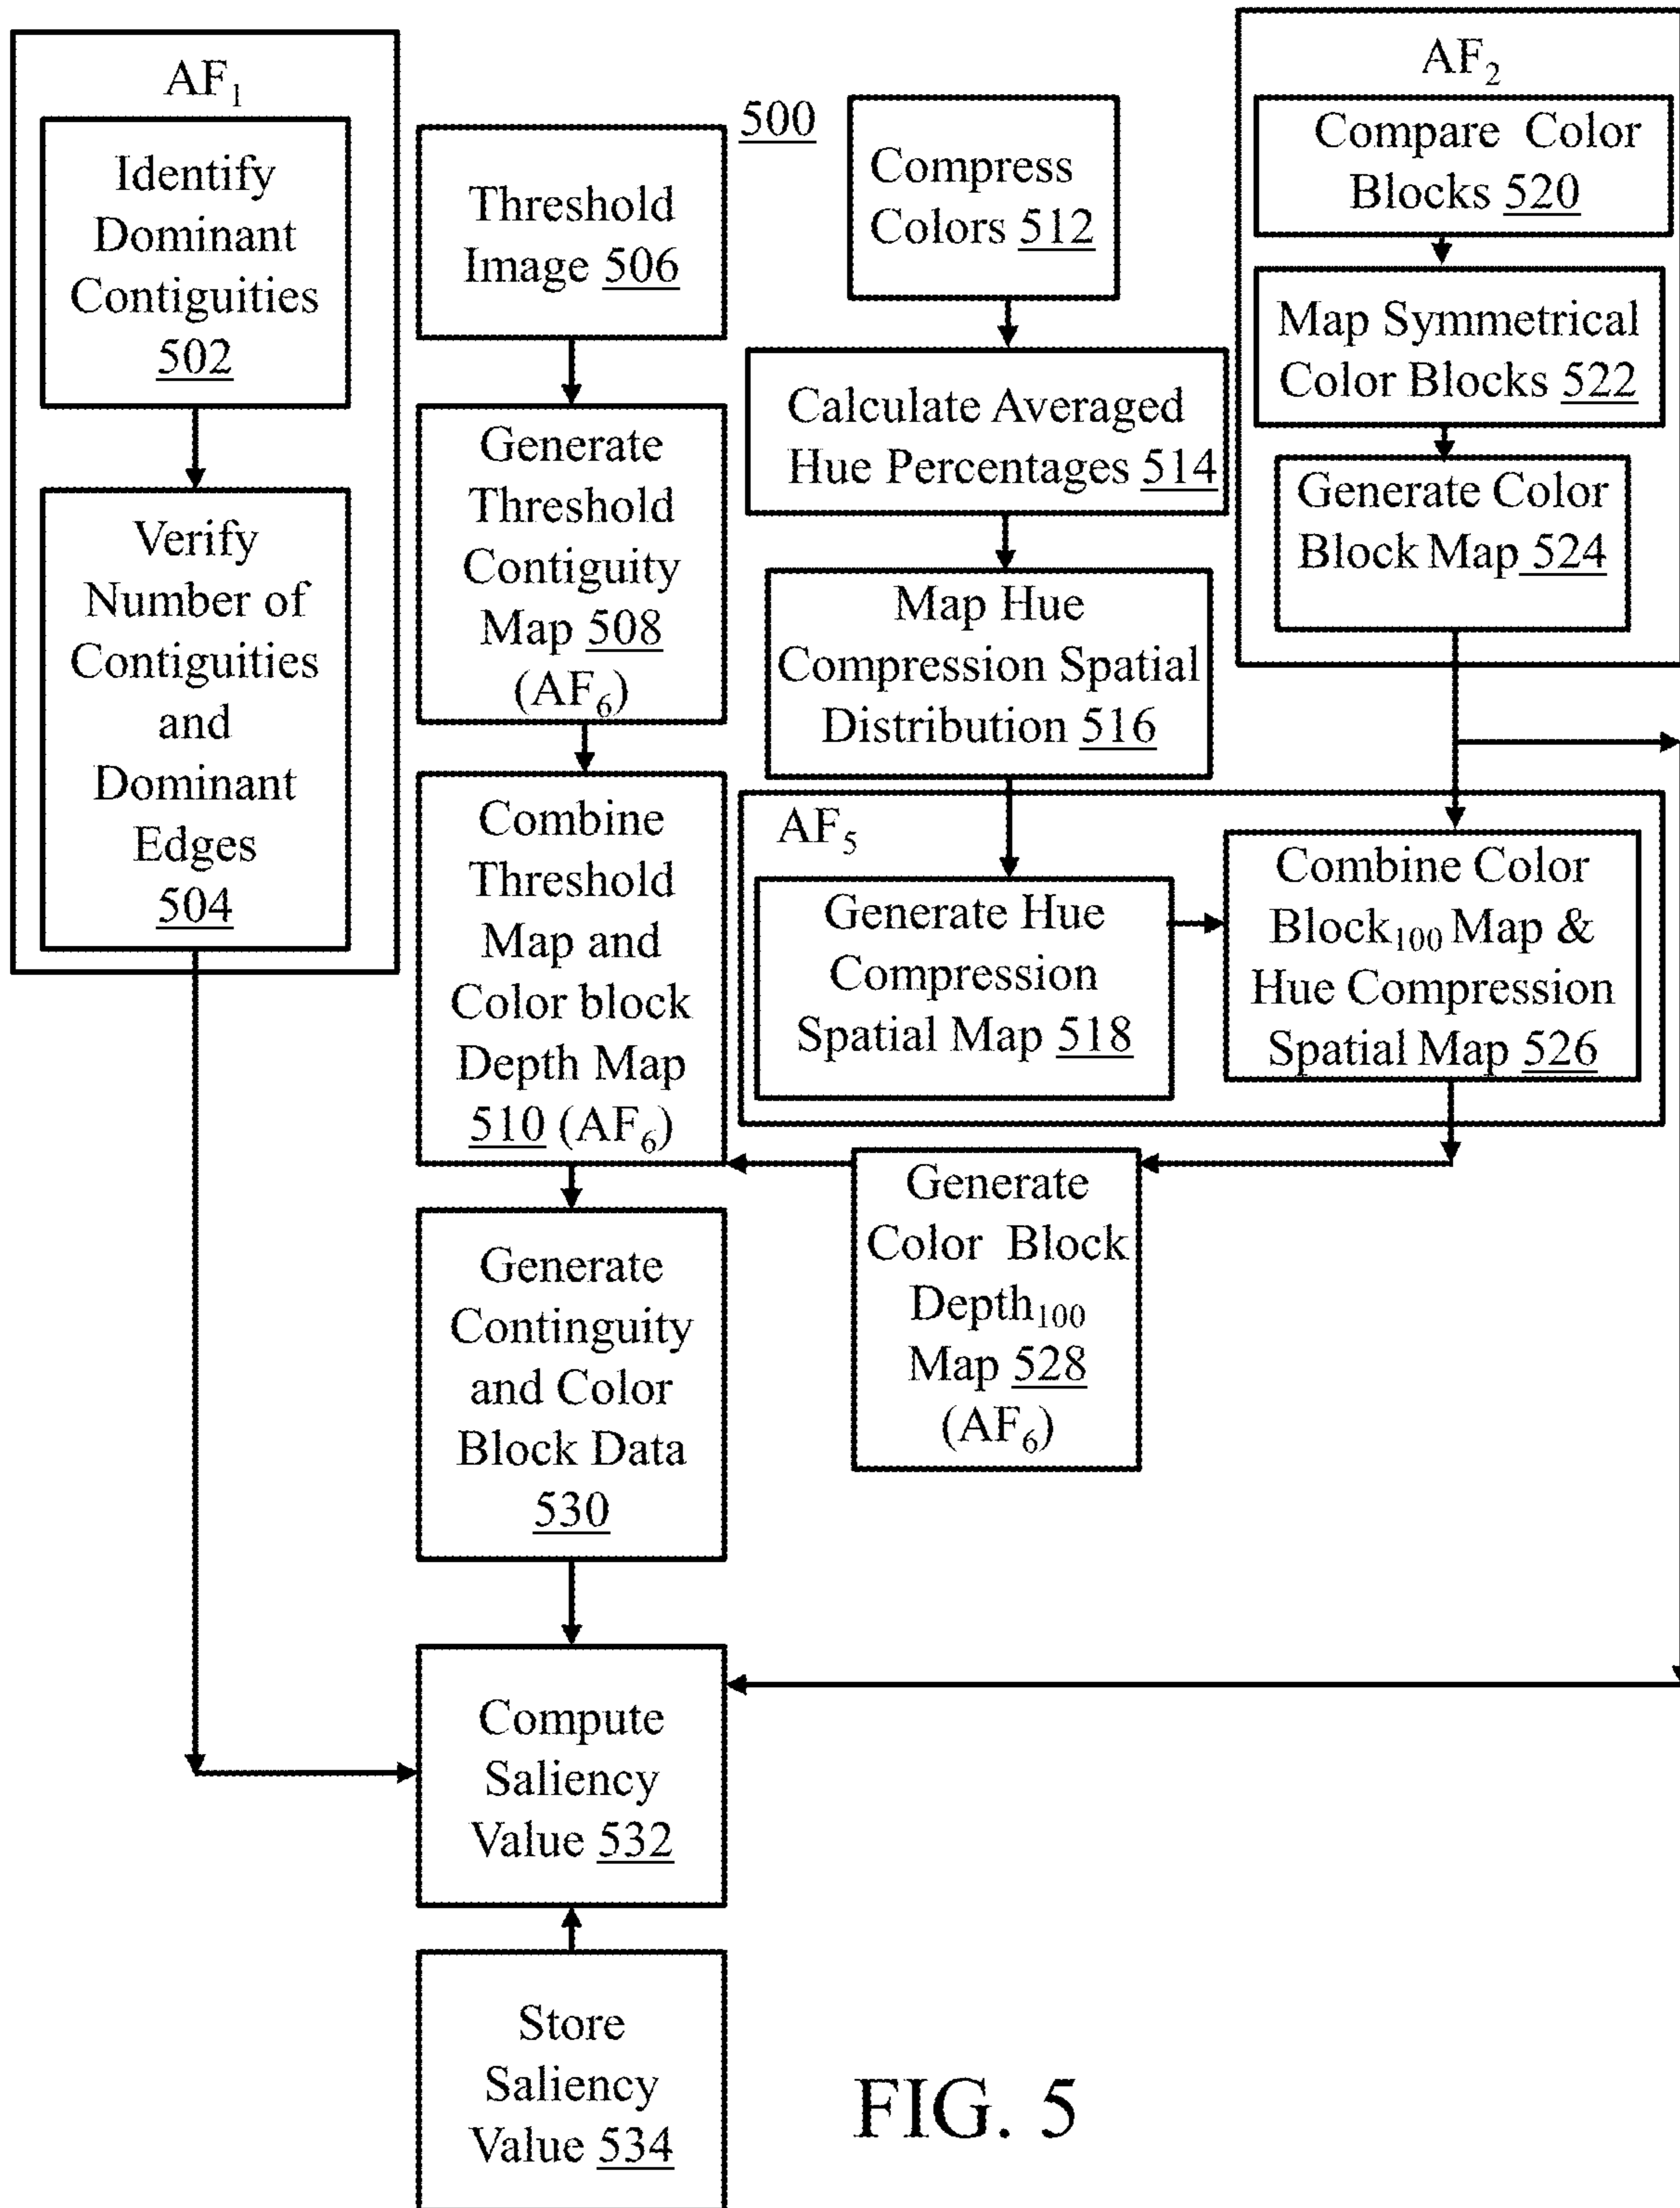 AF1
Identify
Dominant
Contiguities
502
Verify
Number of
Contiguities
and
Dominant
Edges
504
500
Threshold
Image 506
Generate
Threshold
Contiguity
Map 508
(AF6)
Combine
Threshold
Map and
Color block
Depth Map
510 (AF6)
Generate
Continguity
and Color
Block Data
530
Compute
Saliency
Value 532
Store
Saliency
Value 534
Compress
Colors 512
Calculate Averaged
Hue Percentages 514
Map Hue
Compression Spatial
Distribution 516
AF5
Generate Hue
Compression
Spatial Map 518
AF2
Compare Color
Blocks 520
Map Symmetrical
Color Blocks 522
Generate Color
Block Map 524
Combine Color
Block100 Map &
Hue Compression
Spatial Map 526
Generate
Color Block
Depth100
Map 528
(AF6)
FIG. 5